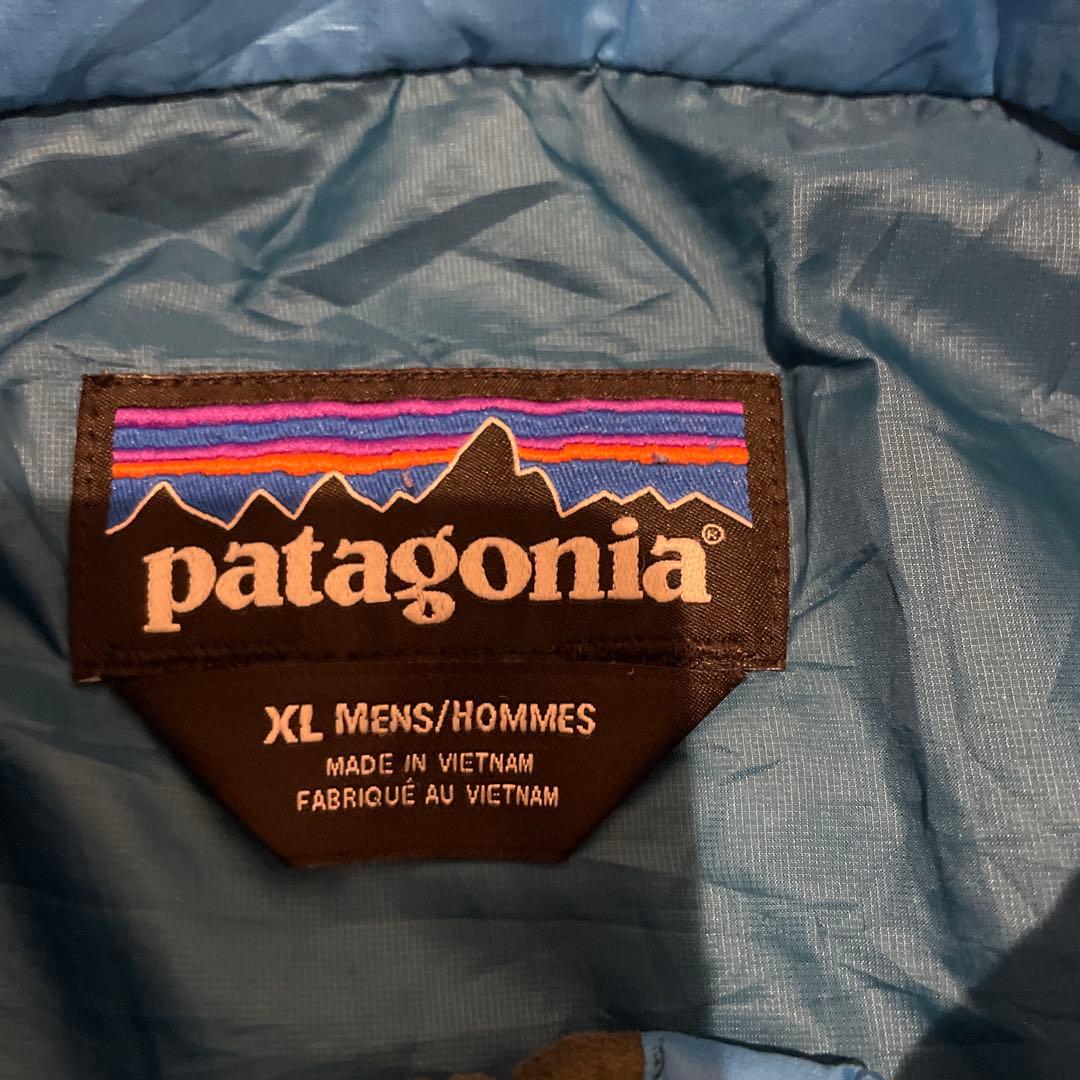 patagonia®
XL MENS/HOMMES
MADE IN VIETNAM
FABRIQUÉ AU VIETNAM